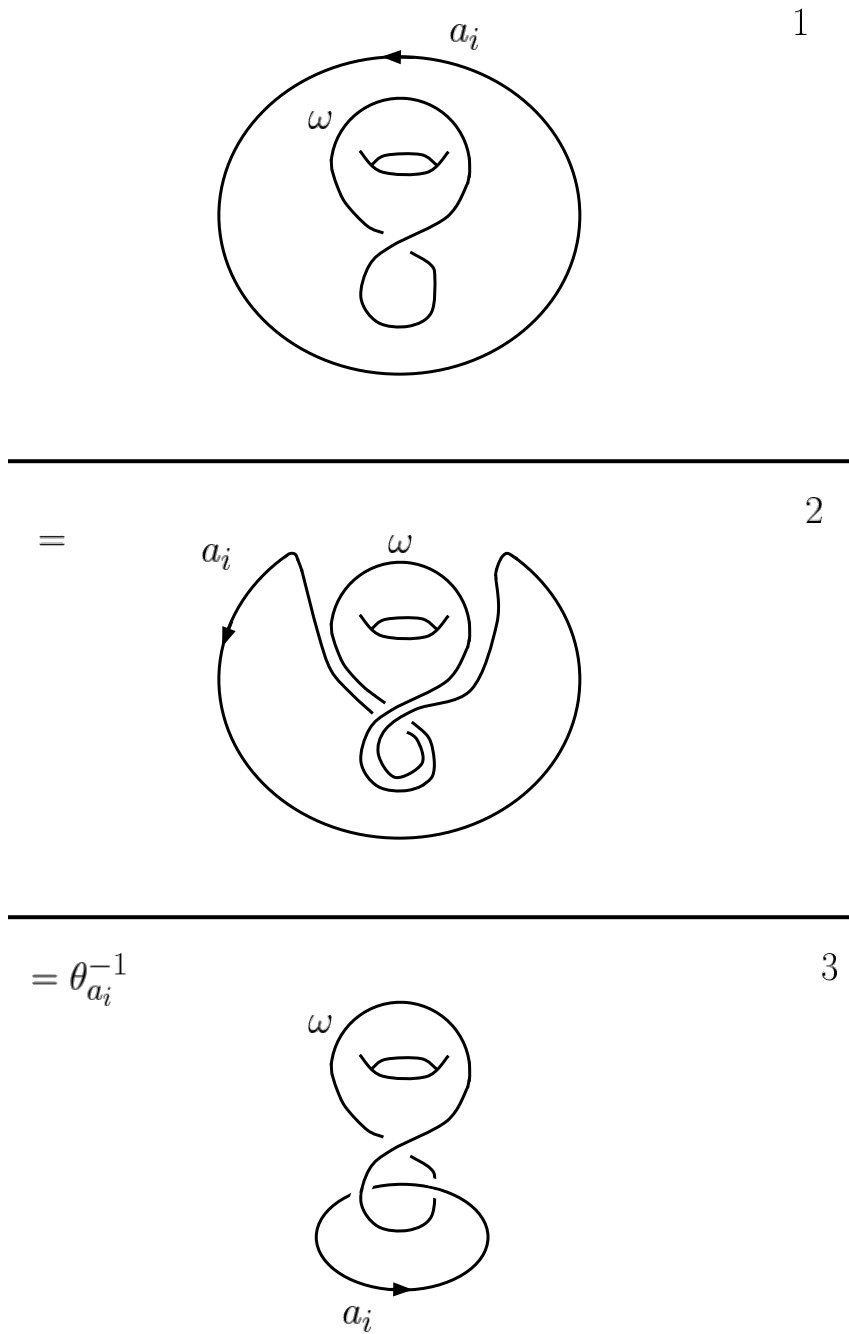 a_i 1
ω
= 2
a_i ω
= θ_{a_i}^{-1} 3
ω
a_i